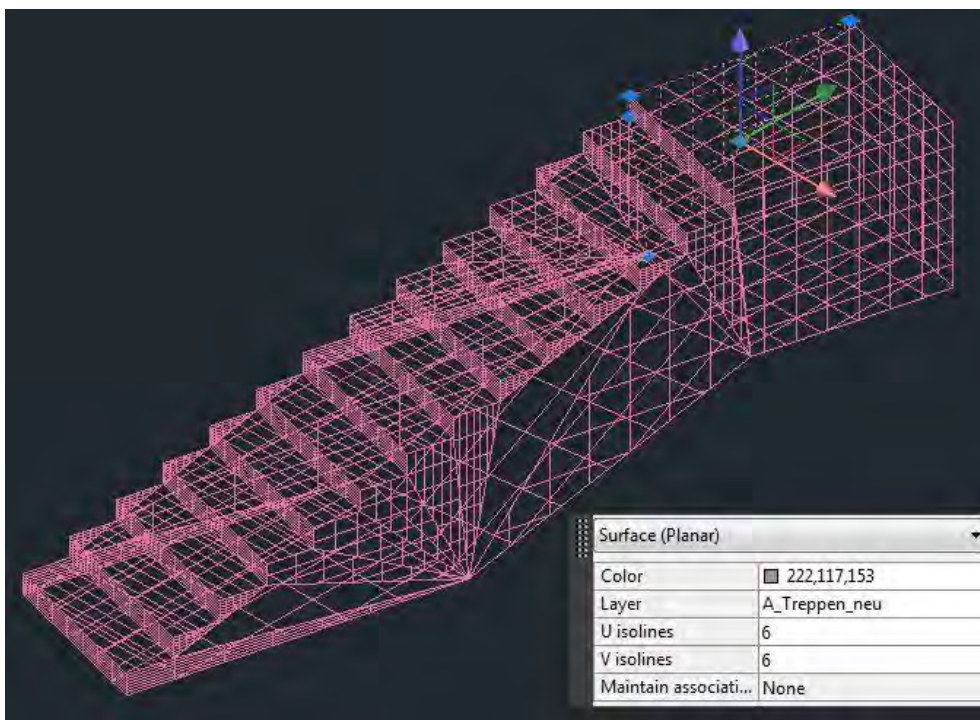 Surface (Planar)
Color 222,117,153
Layer A_Treppen_neu
U isolines 6
V isolines 6
Maintain associati... None